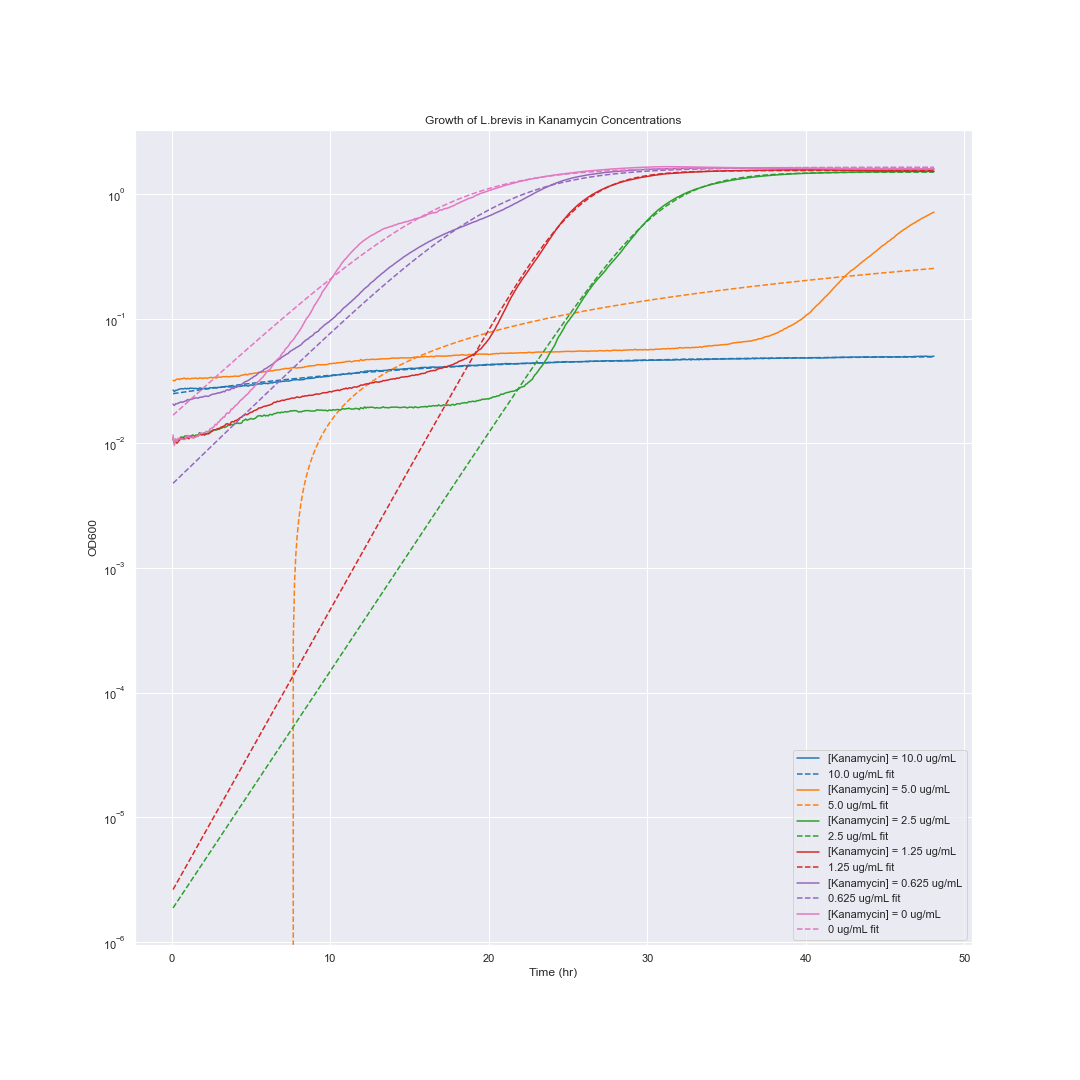 Growth of L.brevis in Kanamycin Concentrations
10⁰
10⁻¹
10⁻²
10⁻³
10⁻⁴
10⁻⁵
10⁻⁶
OD600
0 10 20 30 40 50
Time (hr)
[Kanamycin] = 10.0 ug/mL
10.0 ug/mL fit
[Kanamycin] = 5.0 ug/mL
5.0 ug/mL fit
[Kanamycin] = 2.5 ug/mL
2.5 ug/mL fit
[Kanamycin] = 1.25 ug/mL
1.25 ug/mL fit
[Kanamycin] = 0.625 ug/mL
0.625 ug/mL fit
[Kanamycin] = 0 ug/mL
0 ug/mL fit